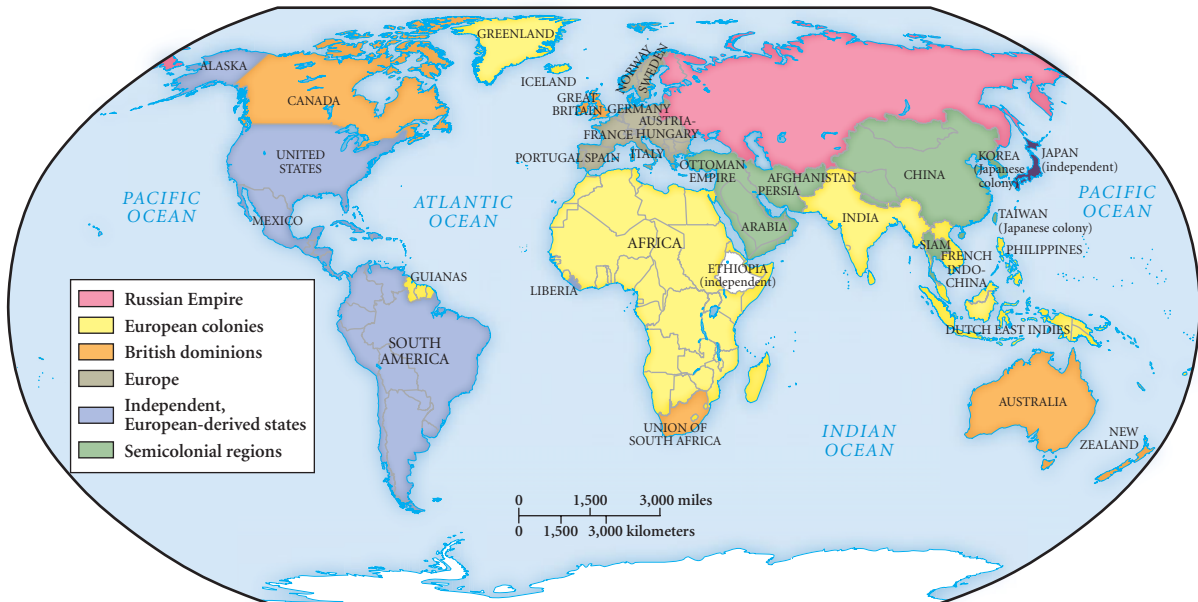 GREENLAND
ALASKA
ICELAND
NORWAY
SWEDEN
CANADA
GREAT
BRITAIN
GERMANY
AUSTRIA-
HUNGARY
FRANCE
UNITED
STATES
PORTUGAL
SPAIN
ITALY
OTTOMAN
EMPIRE
AFGHANISTAN
PERSIA
CHINA
KOREA
(Japanese
colony)
JAPAN
(independent)
PACIFIC
OCEAN
ATLANTIC
OCEAN
PACIFIC
OCEAN
MEXICO
AFRICA
ARABIA
INDIA
TAIWAN
(Japanese colony)
SIAM
FRENCH
INDO-
CHINA
PHILIPPINES
GUIANAS
LIBERIA
ETHIOPIA
(independent)
DUTCH EAST INDIES
SOUTH
AMERICA
Russian Empire
European colonies
British dominions
Europe
Independent,
European-derived states
Semicolonial regions
UNION OF
SOUTH AFRICA
INDIAN
OCEAN
AUSTRALIA
NEW
ZEALAND
0 1,500 3,000 miles
0 1,500 3,000 kilometers